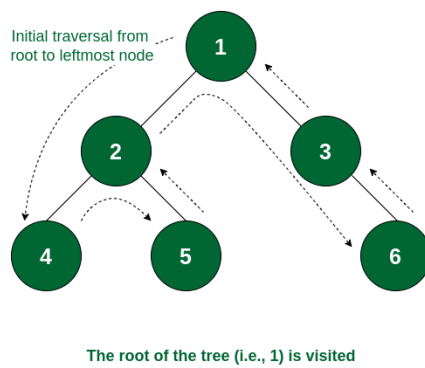 Initial traversal from
root to leftmost node
1
2
3
4
5
6
The root of the tree (i.e., 1) is visited